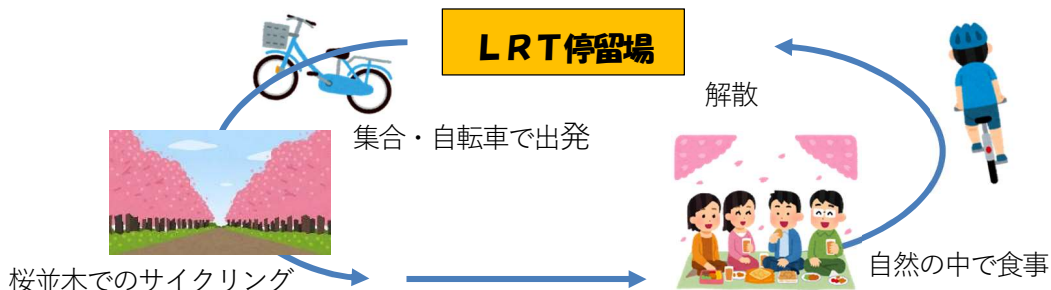 ＬＲＴ停留場
解散
集合・自転車で出発
自然の中で食事
桜並木でのサイクリング